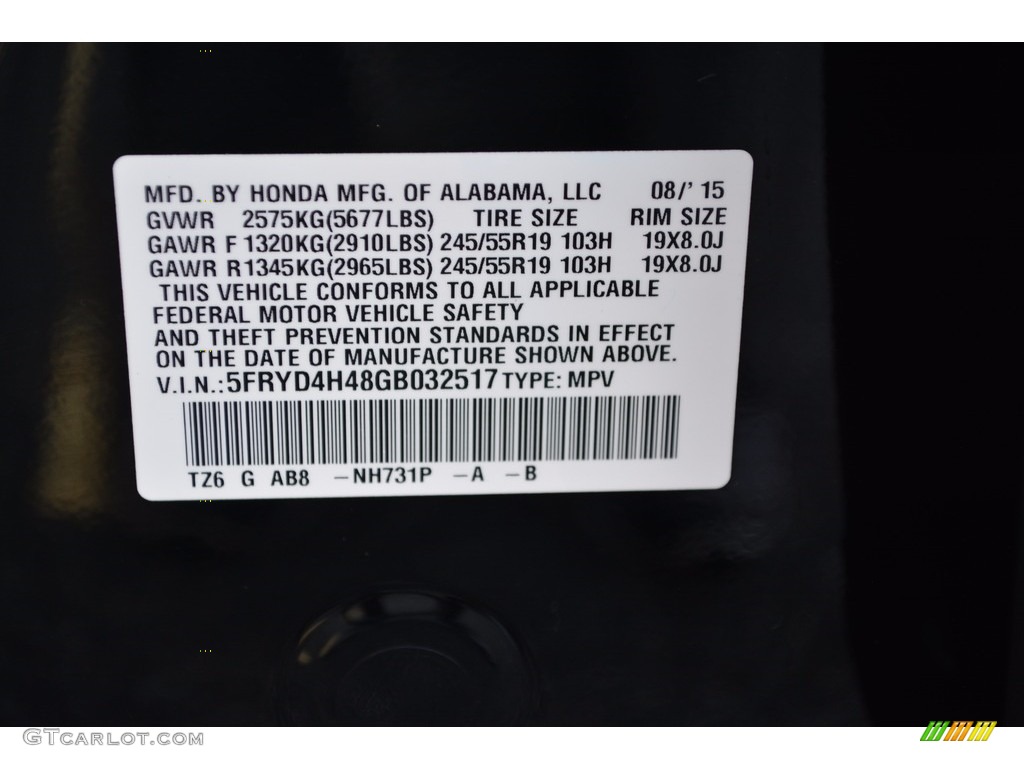 MFD. BY HONDA MFG. OF ALABAMA, LLC 08/' 15
GVWR 2575KG(5677LBS) TIRE SIZE RIM SIZE
GAWR F 1320KG(2910LBS) 245/55R19 103H 19X8.0J
GAWR R1345KG(2965LBS) 245/55R19 103H 19X8.0J
THIS VEHICLE CONFORMS TO ALL APPLICABLE
FEDERAL MOTOR VEHICLE SAFETY
AND THEFT PREVENTION STANDARDS IN EFFECT
ON THE DATE OF MANUFACTURE SHOWN ABOVE.
V.I.N.: 5FRYD4H48GB032517 TYPE: MPV
TZ6 G AB8 –NH731P –A –B
GTCARLOT.COM